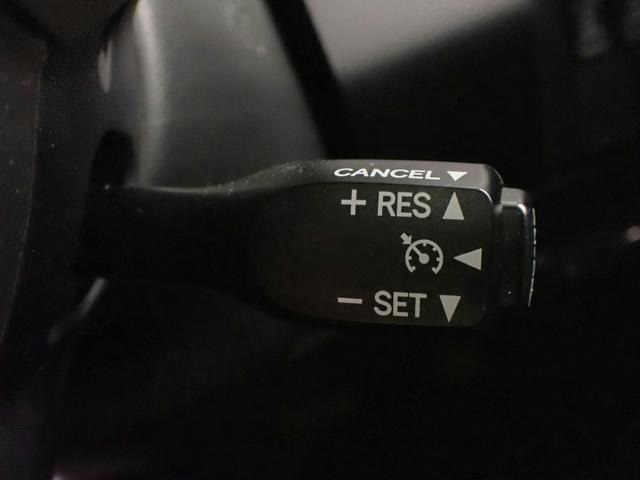 CANCEL ▼
+ RES ▲
◀
− SET ▼